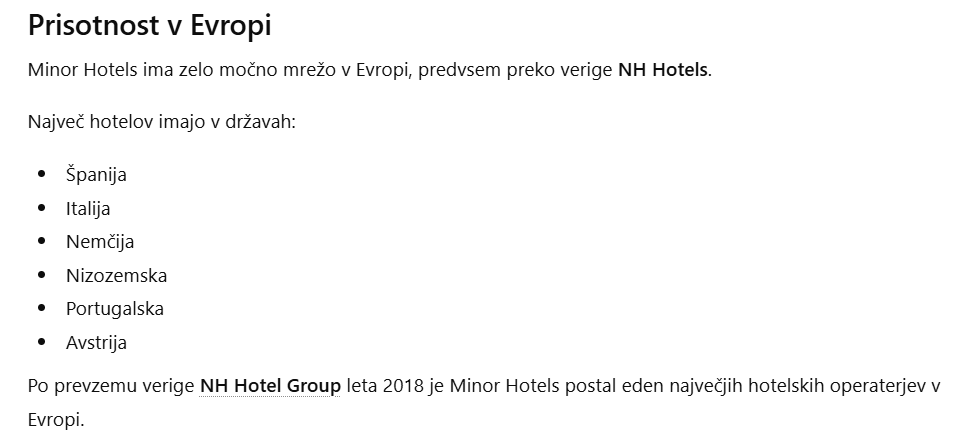 Prisotnost v Evropi
Minor Hotels ima zelo močno mrežo v Evropi, predvsem preko verige NH Hotels.
Največ hotelov imajo v državah:
• Španija
• Italija
• Nemčija
• Nizozemska
• Portugalska
• Avstrija
Po prevzemu verige NH Hotel Group leta 2018 je Minor Hotels postal eden največjih hotelskih operaterjev v
Evropi.